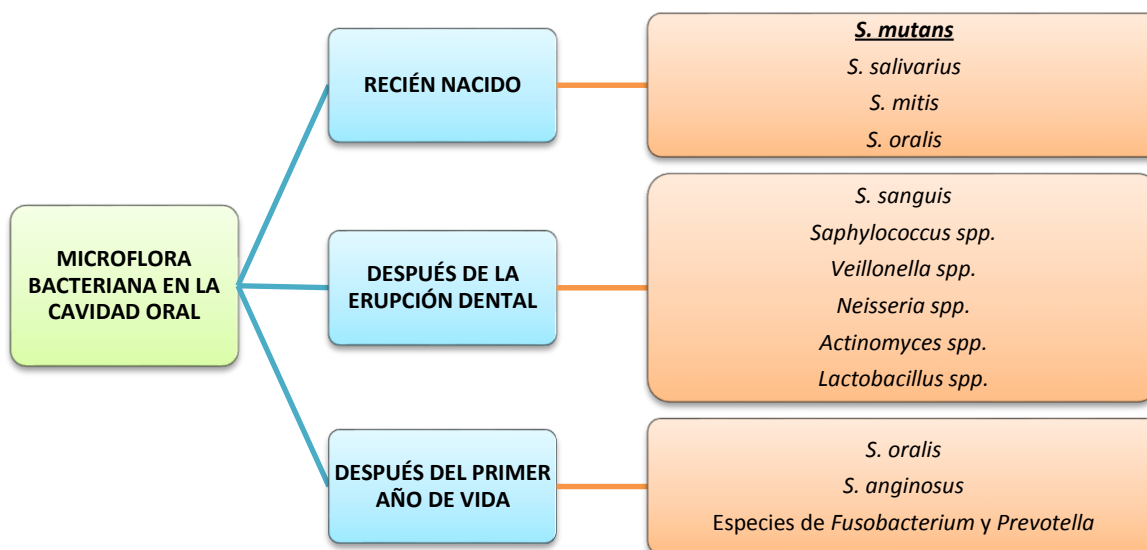 MICROFLORA
BACTERIANA EN LA
CAVIDAD ORAL
RECIÉN NACIDO
S. mutans
S. salivarius
S. mitis
S. oralis
DESPUÉS DE LA
ERUPCIÓN DENTAL
S. sanguis
Saphylococcus spp.
Veillonella spp.
Neisseria spp.
Actinomyces spp.
Lactobacillus spp.
DESPUÉS DEL PRIMER
AÑO DE VIDA
S. oralis
S. anginosus
Especies de Fusobacterium y Prevotella